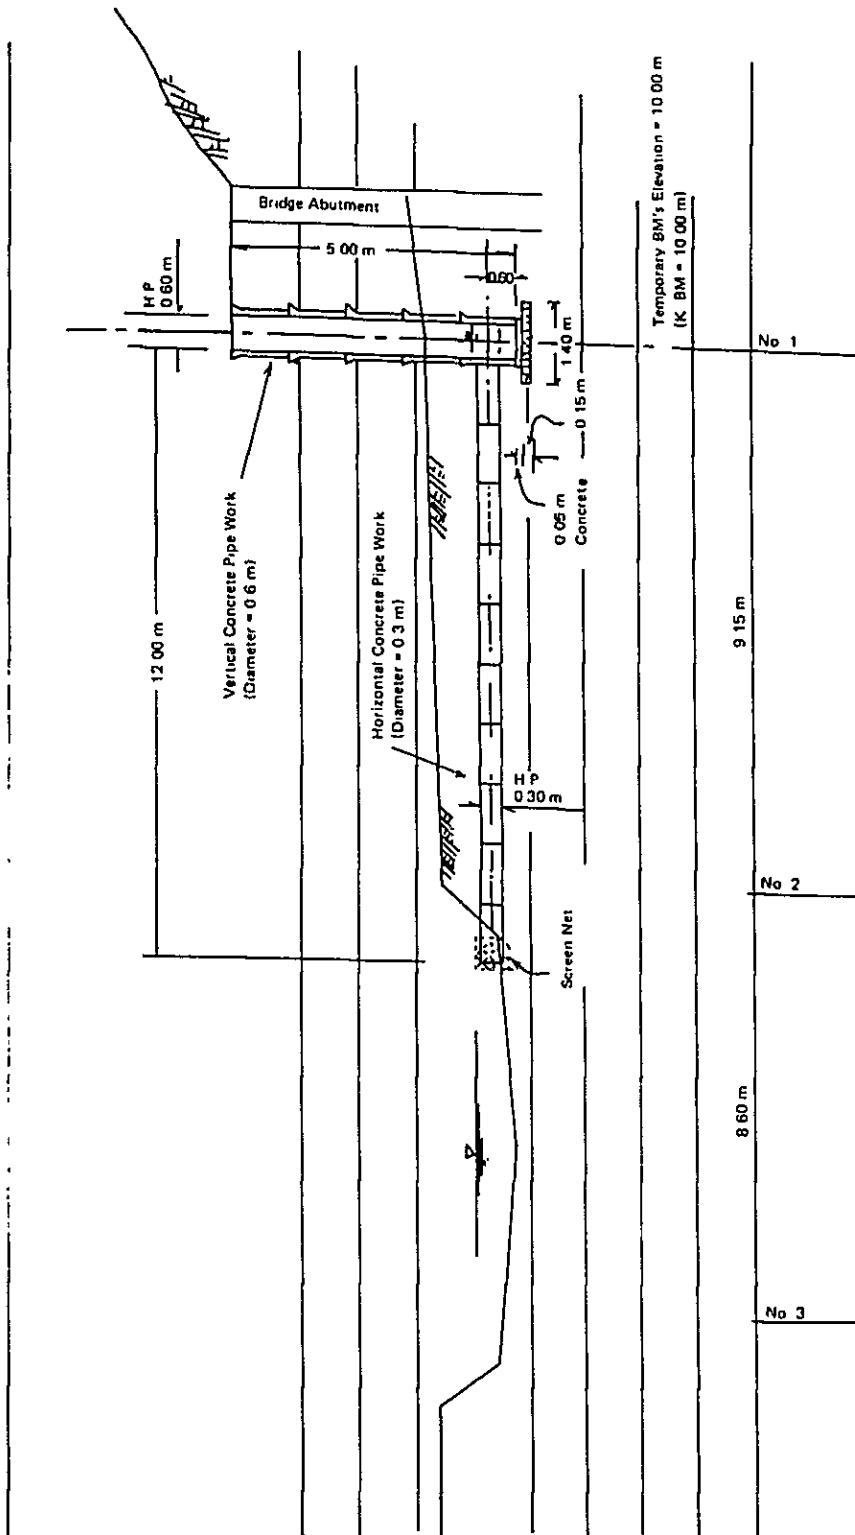 Bridge Abutment
5 00 m
0.60
H P
0 60 m
1 40 m
Temporary BM's Elevation = 10 00 m
(K BM = 10 00 m)
No 1
0 15 m
0 05 m
Concrete
Vertical Concrete Pipe Work
(Diameter = 0 6 m)
Horizontal Concrete Pipe Work
(Diameter = 0 3 m)
12 00 m
9 15 m
H P
0 30 m
No 2
Screen Net
8 60 m
No 3